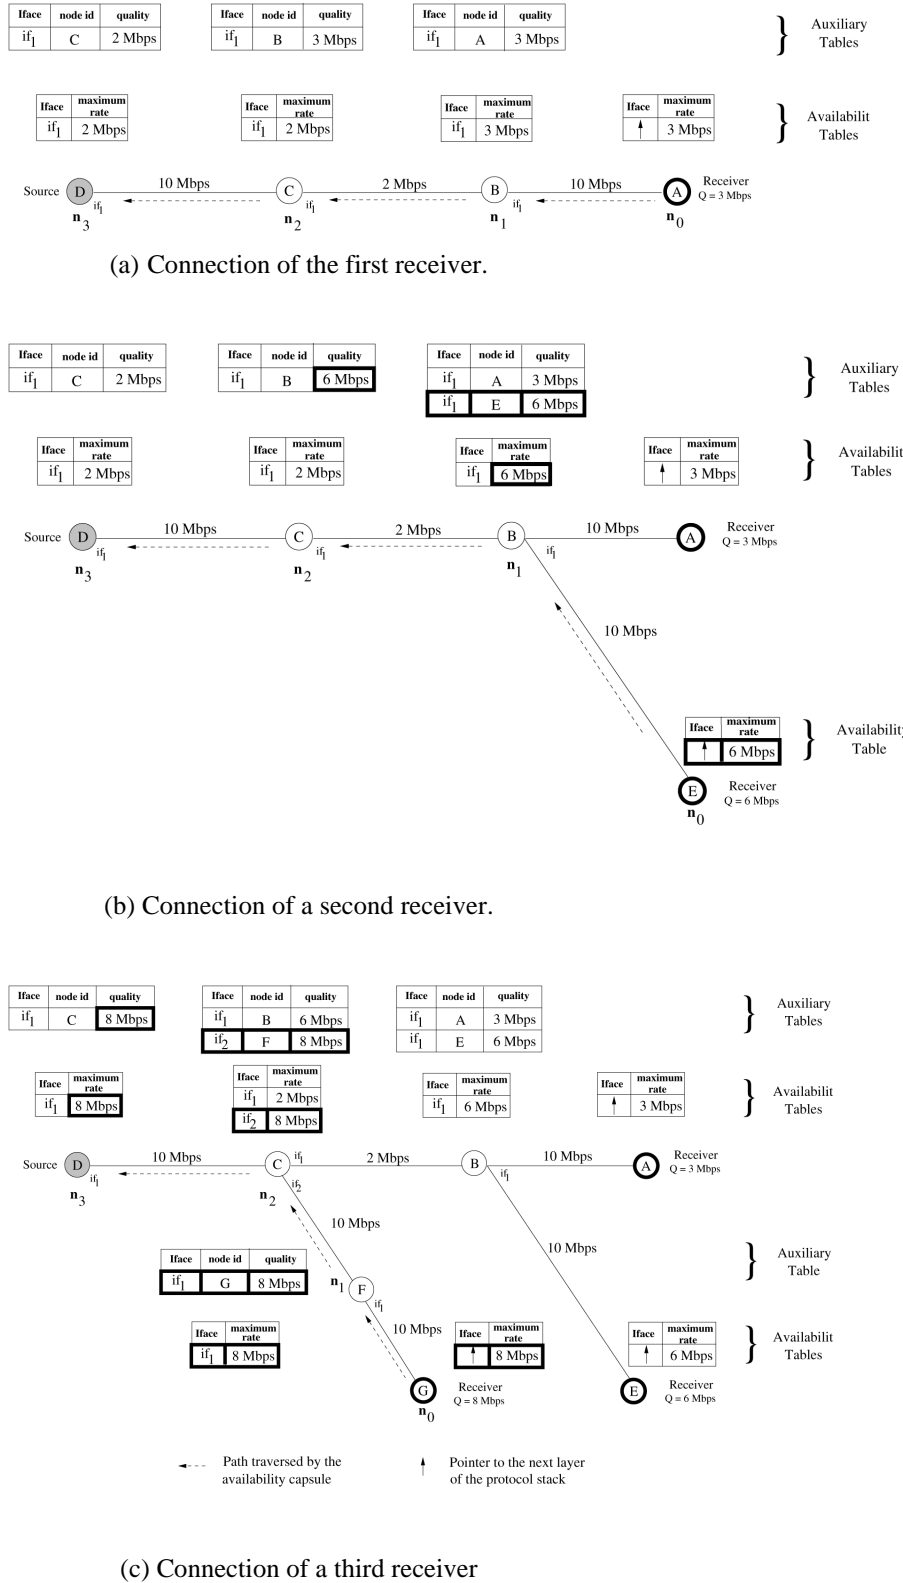 Iface node id quality
if1 C 2 Mbps
Iface node id quality
if1 B 3 Mbps
Iface node id quality
if1 A 3 Mbps
} Auxiliary
Tables
Iface maximum
rate
if1 2 Mbps
Iface maximum
rate
if1 2 Mbps
Iface maximum
rate
if1 3 Mbps
Iface maximum
rate
↑ 3 Mbps
} Availabilit
Tables
Source D 10 Mbps C 2 Mbps B 10 Mbps A Receiver
Q = 3 Mbps
if1 if1 if1
n3 n2 n1 n0
(a) Connection of the first receiver.
Iface node id quality
if1 C 2 Mbps
Iface node id quality
if1 B 6 Mbps
Iface node id quality
if1 A 3 Mbps
if1 E 6 Mbps
} Auxiliary
Tables
Iface maximum
rate
if1 2 Mbps
Iface maximum
rate
if1 2 Mbps
Iface maximum
rate
if1 6 Mbps
Iface maximum
rate
↑ 3 Mbps
} Availabilit
Tables
Source D 10 Mbps C 2 Mbps B 10 Mbps A Receiver
Q = 3 Mbps
if1 if1 if1
n3 n2 n1
10 Mbps
Iface maximum
rate
↑ 6 Mbps
} Availability
Table
E Receiver
Q = 6 Mbps
n0
(b) Connection of a second receiver.
Iface node id quality
if1 C 8 Mbps
Iface node id quality
if1 B 6 Mbps
if2 F 8 Mbps
Iface node id quality
if1 A 3 Mbps
if1 E 6 Mbps
} Auxiliary
Tables
Iface maximum
rate
if1 8 Mbps
Iface maximum
rate
if1 2 Mbps
if2 8 Mbps
Iface maximum
rate
if1 6 Mbps
Iface maximum
rate
↑ 3 Mbps
} Availabilit
Tables
Source D 10 Mbps C if1 2 Mbps B 10 Mbps A Receiver
Q = 3 Mbps
if1 if2 if1
n3 n2
10 Mbps
10 Mbps
Iface node id quality
if1 G 8 Mbps
n1 F
if1
} Auxiliary
Table
Iface maximum
rate
if1 8 Mbps
10 Mbps
Iface maximum
rate
↑ 8 Mbps
Iface maximum
rate
↑ 6 Mbps
} Availabilit
Tables
G Receiver
Q = 8 Mbps
n0
E Receiver
Q = 6 Mbps
Path traversed by the
availability capsule
↑ Pointer to the next layer
of the protocol stack
(c) Connection of a third receiver